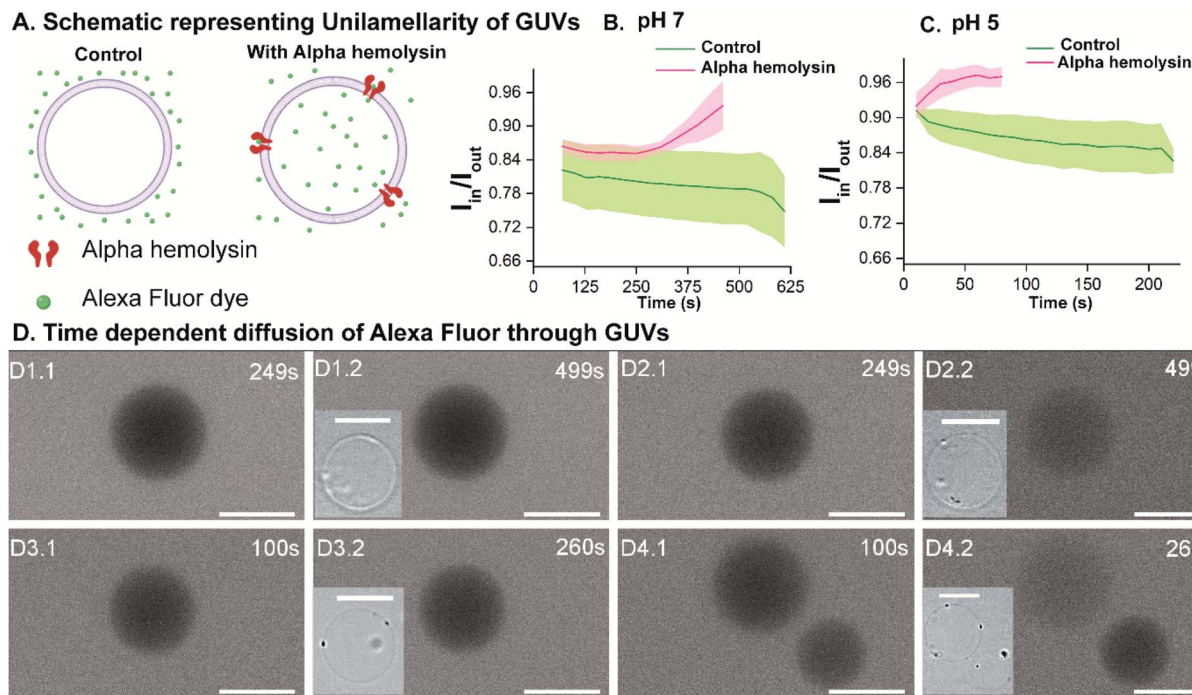 A. Schematic representing Unilamellarity of GUVs
Control
With Alpha hemolysin
Alpha hemolysin
Alexa Fluor dye
B. pH 7
Control
Alpha hemolysin
I_in/I_out
0.96
0.90
0.84
0.78
0.72
0.66
0 125 250 375 500 625
Time (s)
C. pH 5
Control
Alpha hemolysin
I_in/I_out
0.96
0.90
0.84
0.78
0.72
0.66
0 50 100 150 200
Time (s)
D. Time dependent diffusion of Alexa Fluor through GUVs
D1.1 249s
D1.2 499s
D2.1 249s
D2.2 499
D3.1 100s
D3.2 260s
D4.1 100s
D4.2 26